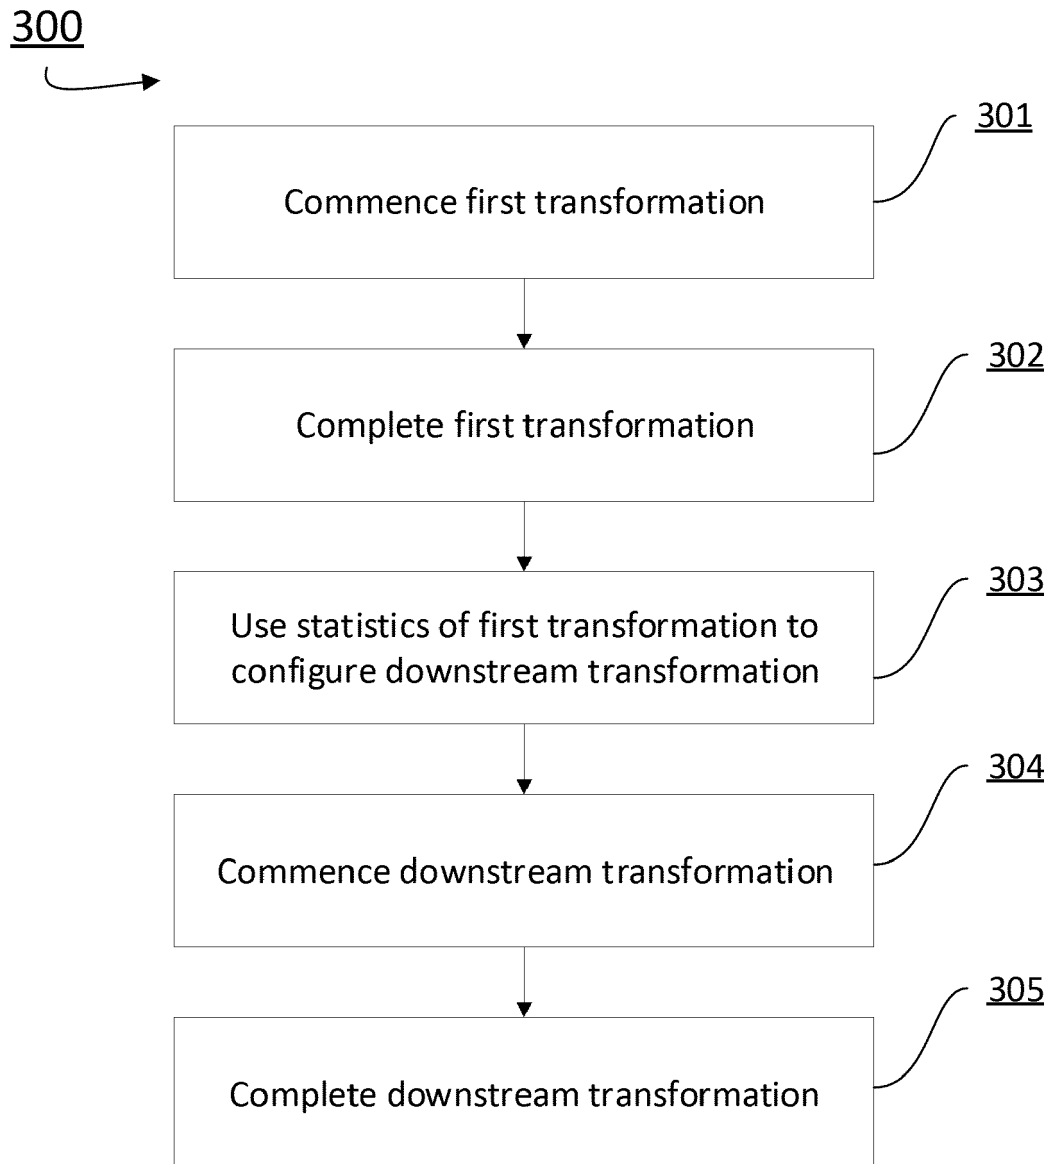 300
301
Commence first transformation
302
Complete first transformation
303
Use statistics of first transformation to
configure downstream transformation
304
Commence downstream transformation
305
Complete downstream transformation